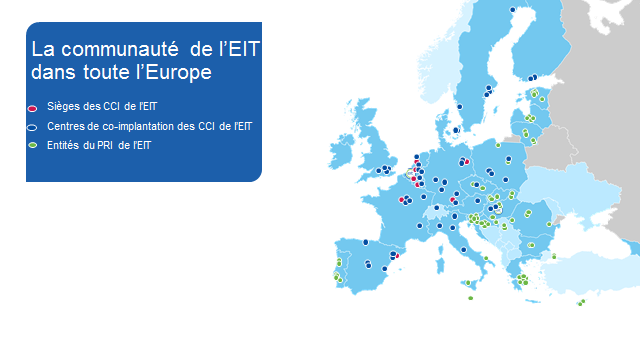 La communauté de l’EIT
dans toute l’Europe
Sièges des CCI de l’EIT
Centres de co-implantation des CCI de l’EIT
Entités du PRI de l’EIT